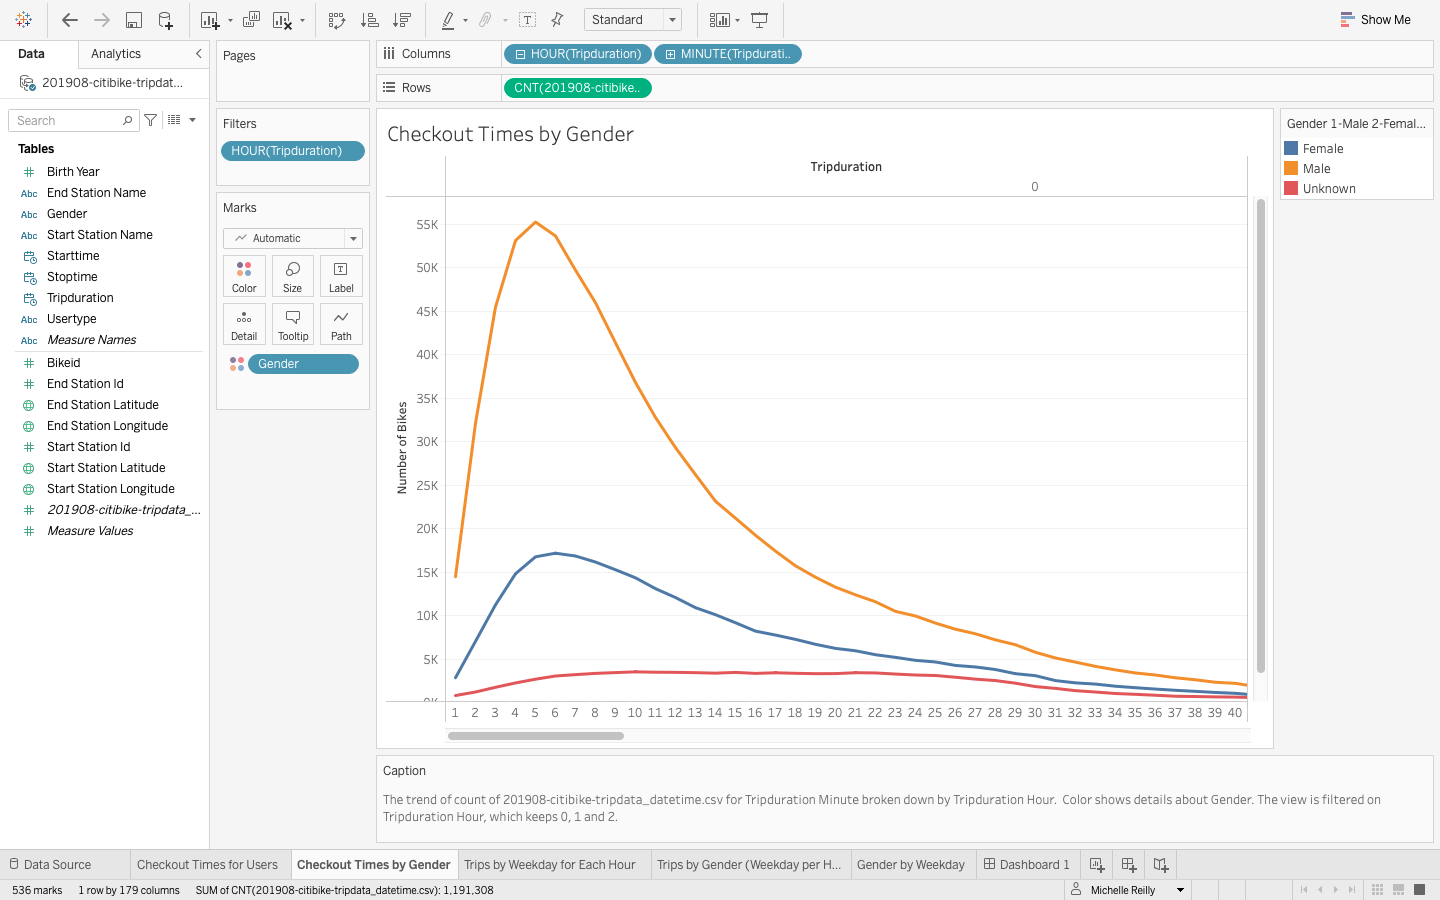 Standard
Show Me
Data
Analytics
201908-citibike-tripdat...
Search
Tables
Birth Year
Abc End Station Name
Abc Gender
Abc Start Station Name
Starttime
Stoptime
Tripduration
Abc Usertype
Abc Measure Names
Bikeid
End Station Id
End Station Latitude
End Station Longitude
Start Station Id
Start Station Latitude
Start Station Longitude
201908-citibike-tripdata_...
Measure Values
Pages
Filters
HOUR(Tripduration)
Marks
Automatic
Color Size Label
Detail Tooltip Path
Gender
Columns HOUR(Tripduration) MINUTE(Tripdurati..
Rows CNT(201908-citibike..
Checkout Times by Gender
Tripduration
0
Number of Bikes
55K
50K
45K
40K
35K
30K
25K
20K
15K
10K
5K
0K
1 2 3 4 5 6 7 8 9 10 11 12 13 14 15 16 17 18 19 20 21 22 23 24 25 26 27 28 29 30 31 32 33 34 35 36 37 38 39 40
Gender 1-Male 2-Femal...
Female
Male
Unknown
Caption
The trend of count of 201908-citibike-tripdata_datetime.csv for Tripduration Minute broken down by Tripduration Hour.  Color shows details about Gender. The view is filtered on
Tripduration Hour, which keeps 0, 1 and 2.
Data Source Checkout Times for Users Checkout Times by Gender Trips by Weekday for Each Hour Trips by Gender (Weekday per H... Gender by Weekday Dashboard 1
536 marks 1 row by 179 columns SUM of CNT(201908-citibike-tripdata_datetime.csv): 1,191,308 Michelle Reilly